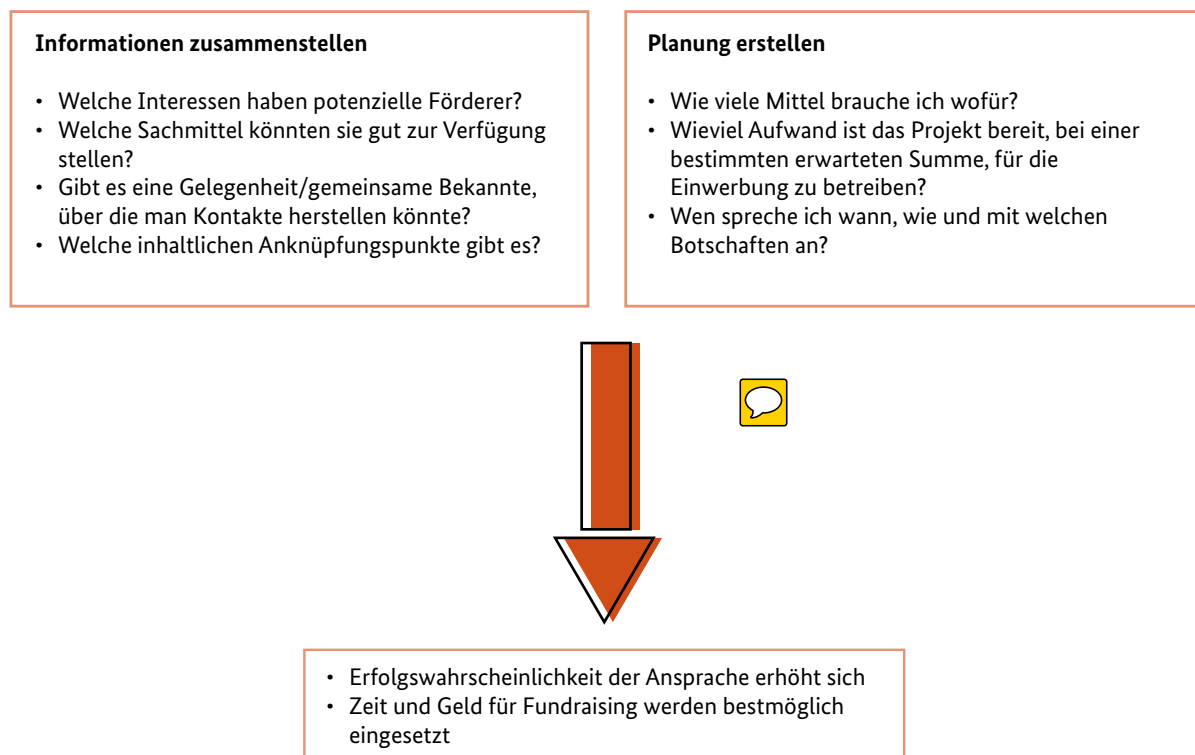 Informationen zusammenstellen
• Welche Interessen haben potenzielle Förderer?
• Welche Sachmittel könnten sie gut zur Verfügung
stellen?
• Gibt es eine Gelegenheit/gemeinsame Bekannte,
über die man Kontakte herstellen könnte?
• Welche inhaltlichen Anknüpfungspunkte gibt es?
Planung erstellen
• Wie viele Mittel brauche ich wofür?
• Wieviel Aufwand ist das Projekt bereit, bei einer
bestimmten erwarteten Summe, für die
Einwerbung zu betreiben?
• Wen spreche ich wann, wie und mit welchen
Botschaften an?
• Erfolgswahrscheinlichkeit der Ansprache erhöht sich
• Zeit und Geld für Fundraising werden bestmöglich
eingesetzt